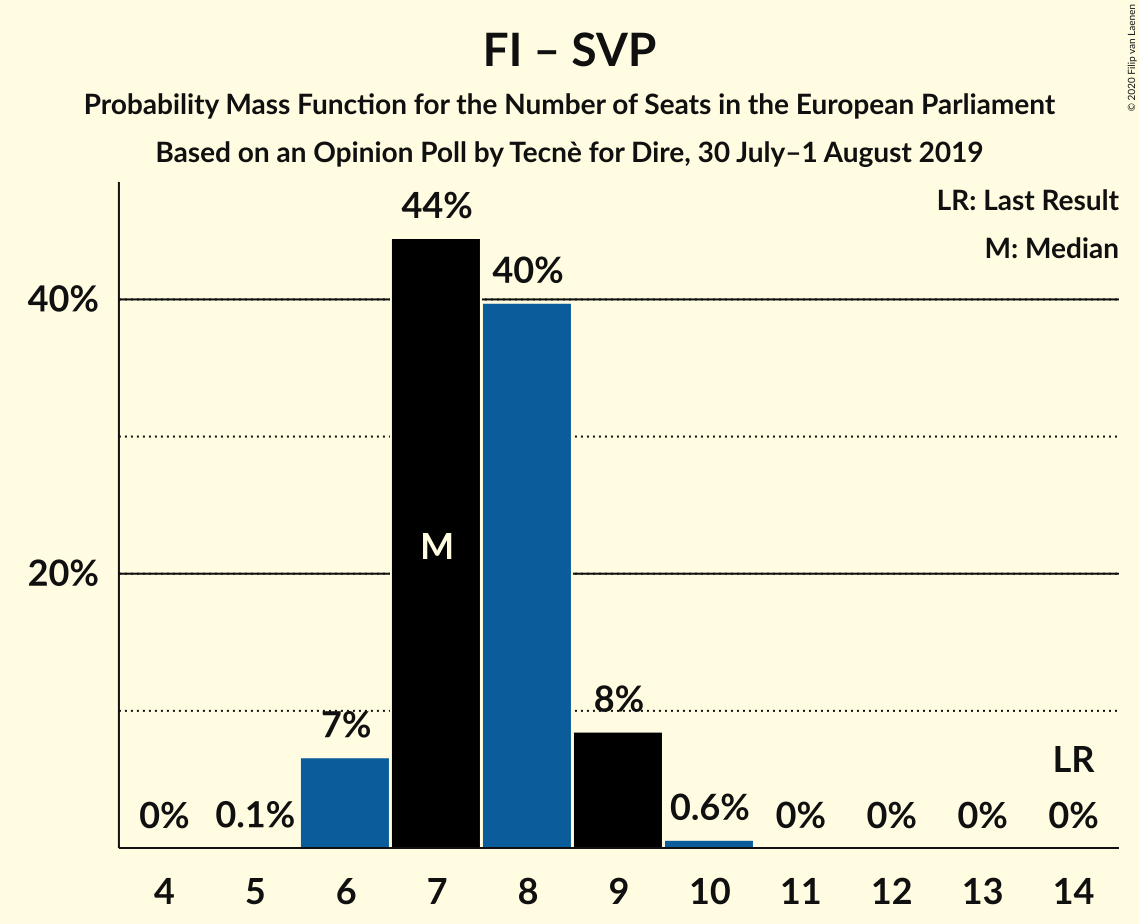 © 2020 Filip van Laenen
FI – SVP
Probability Mass Function for the Number of Seats in the European Parliament
Based on an Opinion Poll by Tecnè for Dire, 30 July–1 August 2019
LR: Last Result
M: Median
44%
40%
40%
M
20%
8%
7%
LR
0% 0.1% 0.6% 0% 0% 0% 0%
4 5 6 7 8 9 10 11 12 13 14